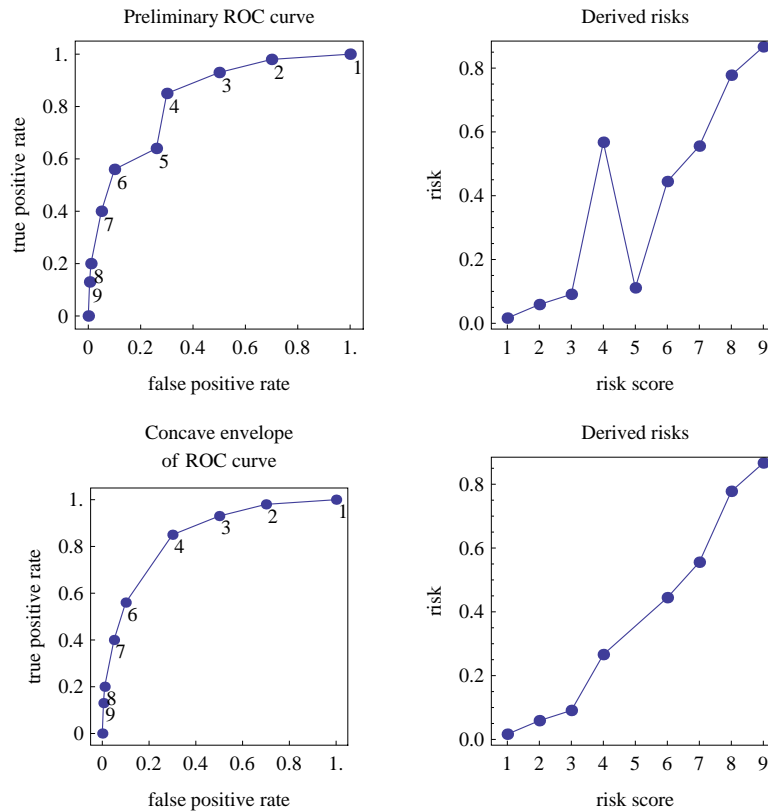 Preliminary ROC curve
1.
0.8
0.6
0.4
0.2
0
true positive rate
1
2
3
4
5
6
7
8
9
0 0.2 0.4 0.6 0.8 1.
false positive rate
Derived risks
0.8
0.6
0.4
0.2
0.0
risk
1 2 3 4 5 6 7 8 9
risk score
Concave envelope
of ROC curve
1.
0.8
0.6
0.4
0.2
0
true positive rate
1
2
3
4
6
7
8
9
0 0.2 0.4 0.6 0.8 1.
false positive rate
Derived risks
0.8
0.6
0.4
0.2
0.0
risk
1 2 3 4 5 6 7 8 9
risk score